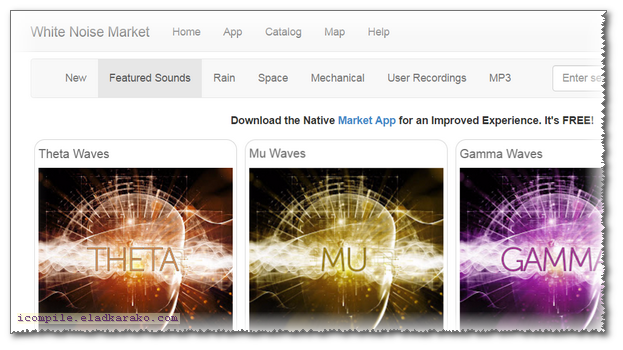 White Noise Market Home App Catalog Map Help
New Featured Sounds Rain Space Mechanical User Recordings MP3 Enter se
Download the Native Market App for an Improved Experience. It's FREE!
Theta Waves Mu Waves Gamma Waves
THETA MU GAMMA
icompile.eladkarako.com